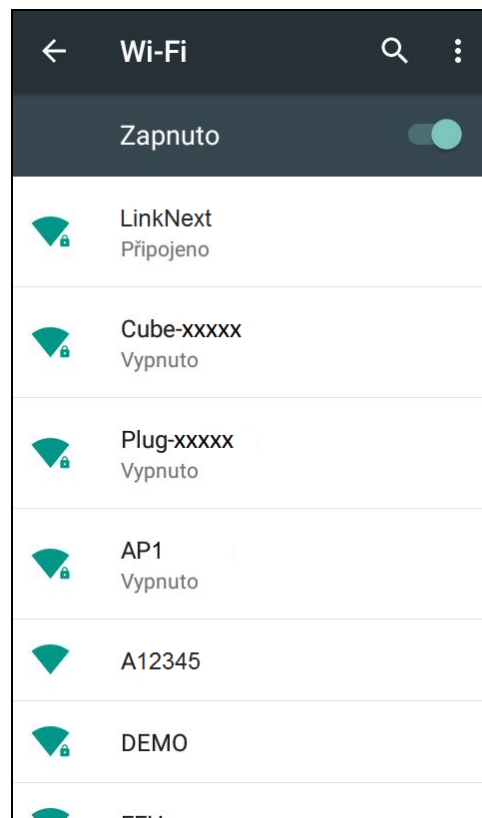 Wi-Fi
Zapnuto
LinkNext
Připojeno
Cube-xxxxx
Vypnuto
Plug-xxxxx
Vypnuto
AP1
Vypnuto
A12345
DEMO